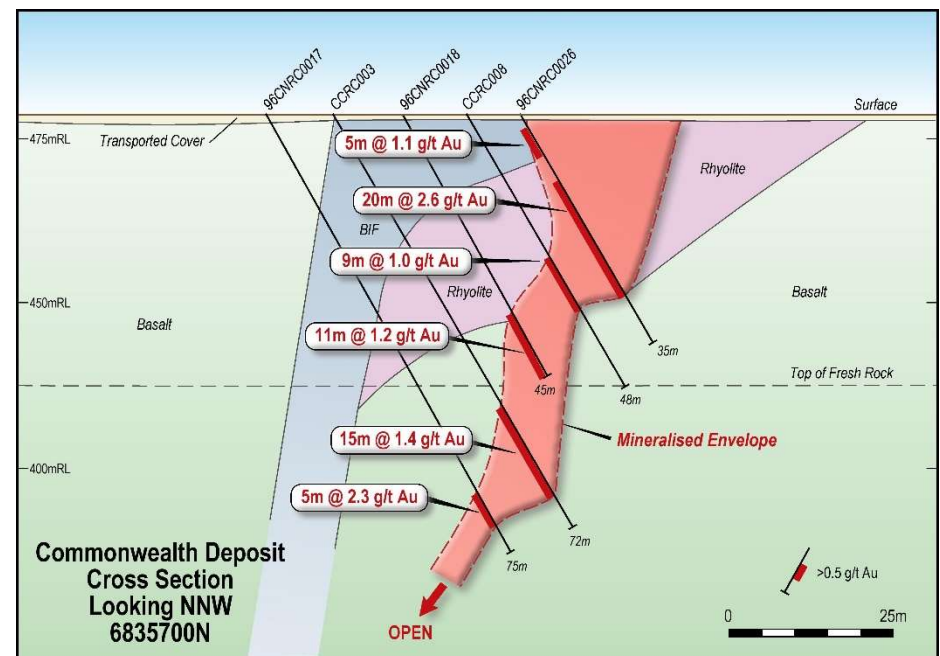 96CNRC0017
CCRC003
96CNRC0018
CCRC008
96CNRC0026
Surface
Transported Cover
475mRL
5m @ 1.1 g/t Au
Rhyolite
20m @ 2.6 g/t Au
BIF
9m @ 1.0 g/t Au
Rhyolite
450mRL
Basalt
Basalt
11m @ 1.2 g/t Au
35m
Top of Fresh Rock
45m
48m
15m @ 1.4 g/t Au
Mineralised Envelope
400mRL
5m @ 2.3 g/t Au
72m
75m
Commonwealth Deposit
Cross Section
Looking NNW
6835700N
>0.5 g/t Au
OPEN
0
25m